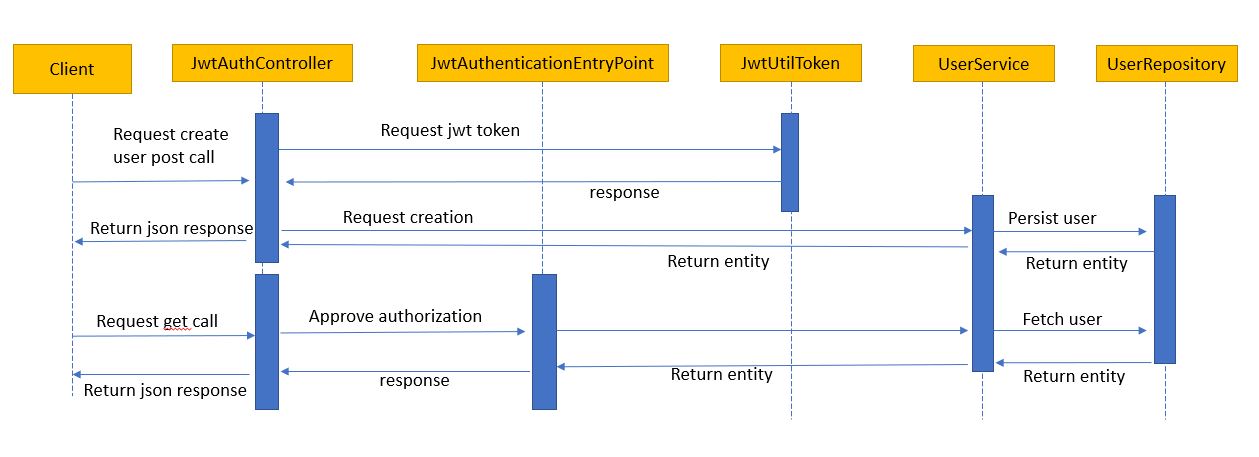 Client
JwtAuthController
JwtAuthenticationEntryPoint
JwtUtilToken
UserService
UserRepository
Request create
user post call
Request jwt token
response
Return json response
Request creation
Persist user
Return entity
Return entity
Request get call
Approve authorization
Fetch user
Return json response
response
Return entity
Return entity